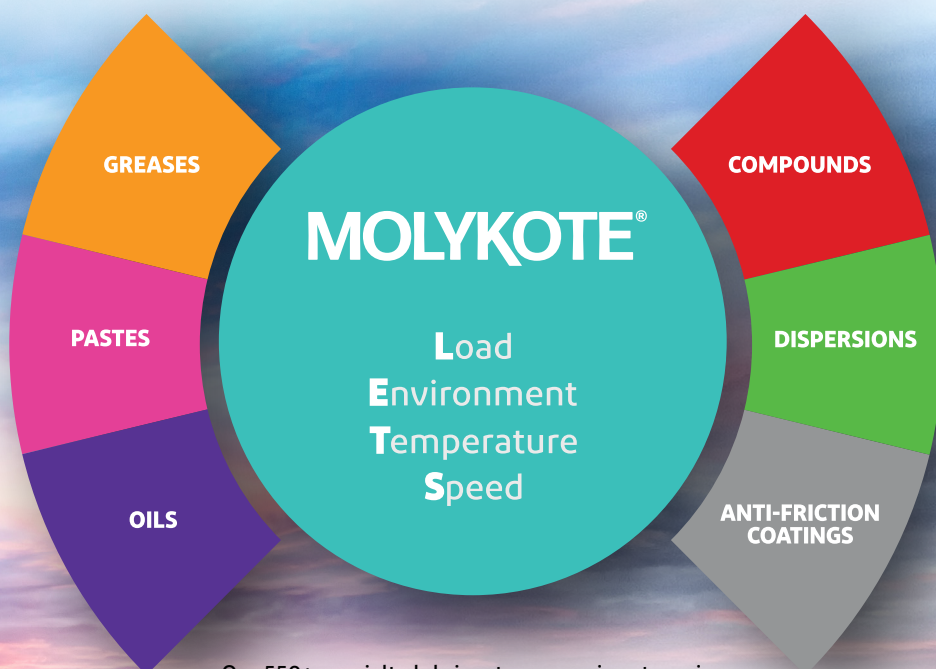 GREASES
PASTES
OILS
MOLYKOTE®
Load
Environment
Temperature
Speed
COMPOUNDS
DISPERSIONS
ANTI-FRICTION
COATINGS